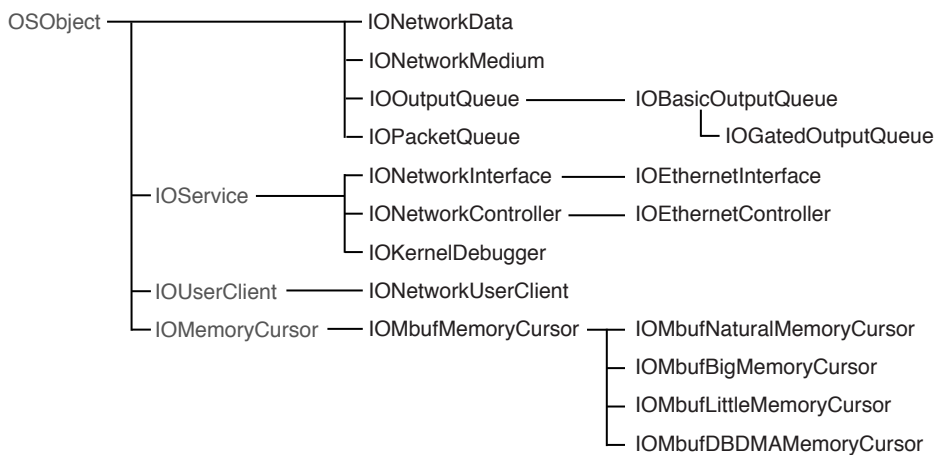 OSObject
IONetworkData
IONetworkMedium
IOOutputQueue
IOBasicOutputQueue
IOPacketQueue
IOGatedOutputQueue
IOService
IONetworkInterface
IOEthernetInterface
IONetworkController
IOEthernetController
IOKernelDebugger
IOUserClient
IONetworkUserClient
IOMemoryCursor
IOMbufMemoryCursor
IOMbufNaturalMemoryCursor
IOMbufBigMemoryCursor
IOMbufLittleMemoryCursor
IOMbufDBDMAMemoryCursor